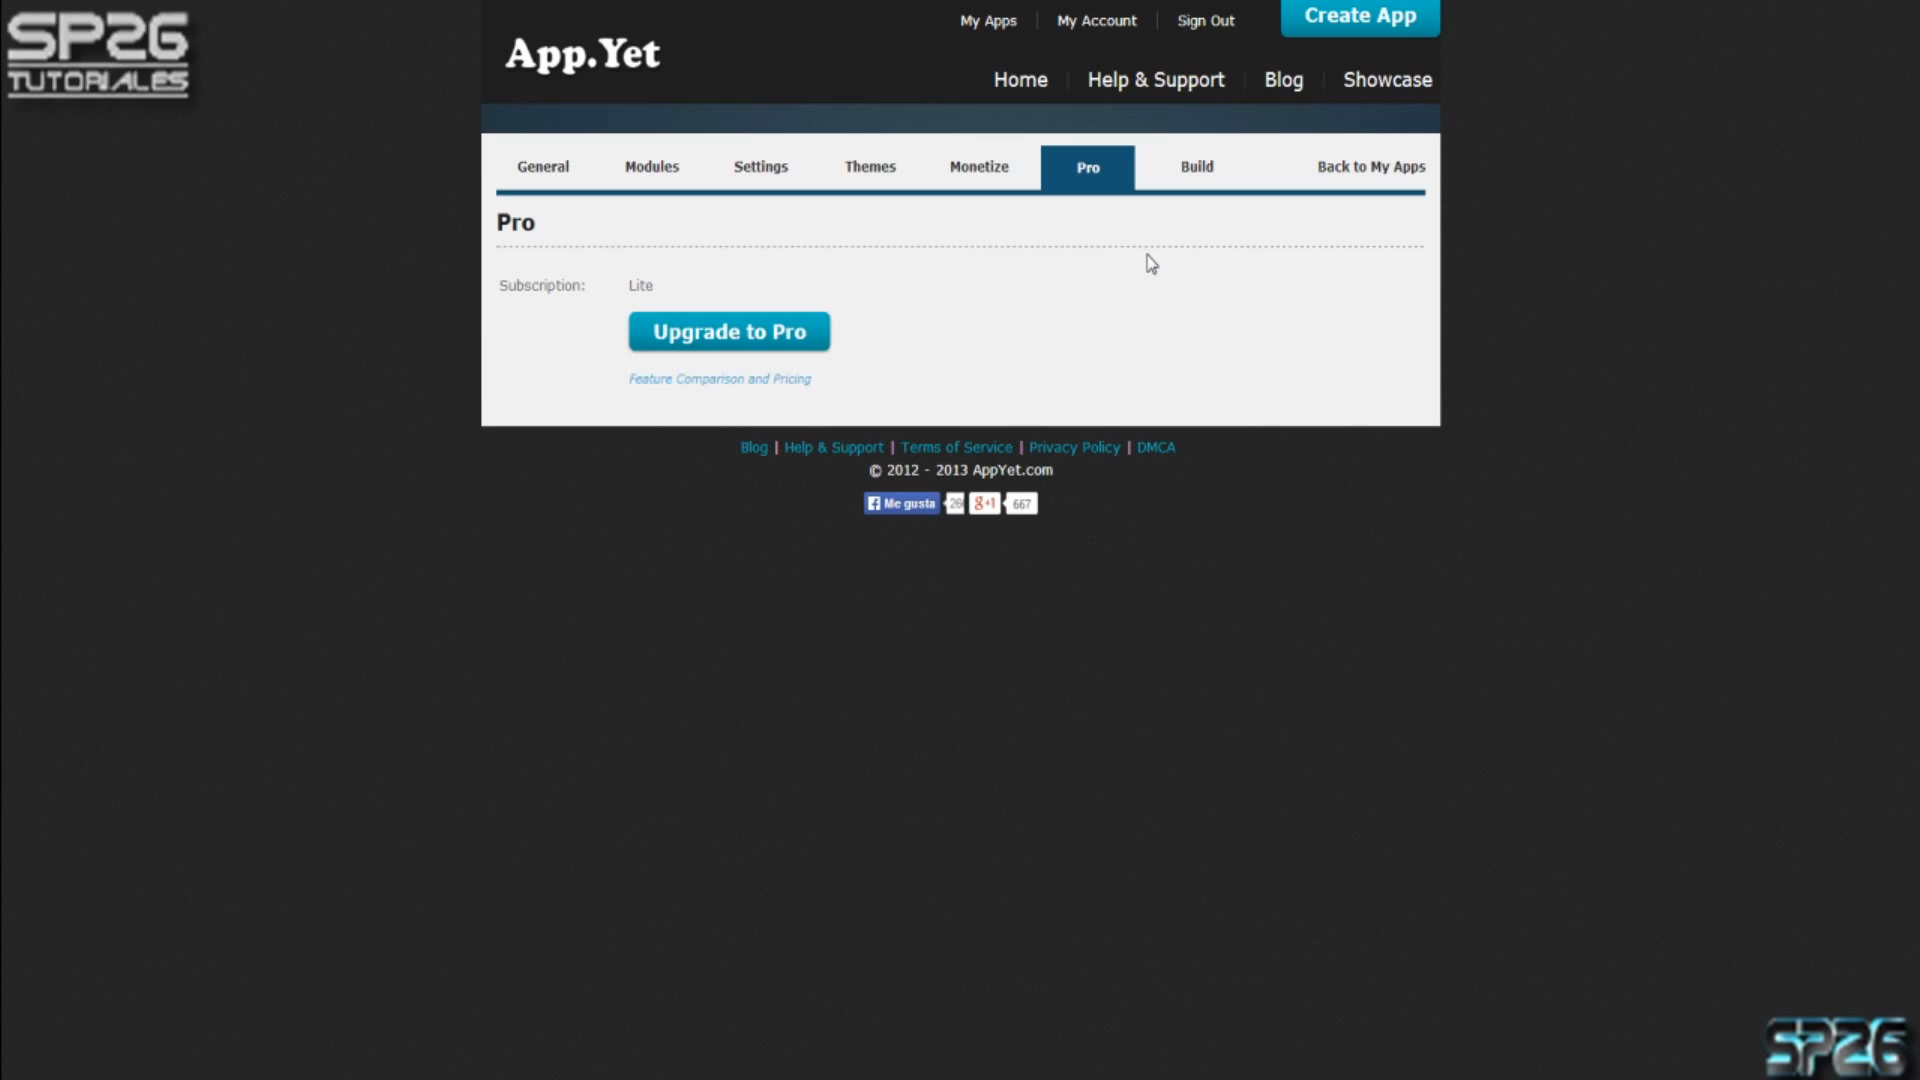 SP26
TUTORIALES
My Apps
My Account
Sign Out
Create App
App.Yet
Home
Help & Support
Blog
Showcase
General
Modules
Settings
Themes
Monetize
Pro
Build
Back to My Apps
Pro
Subscription:
Lite
Upgrade to Pro
Feature Comparison and Pricing
Blog | Help & Support | Terms of Service | Privacy Policy | DMCA
© 2012 - 2013 AppYet.com
Me gusta
g+1
667
SP26